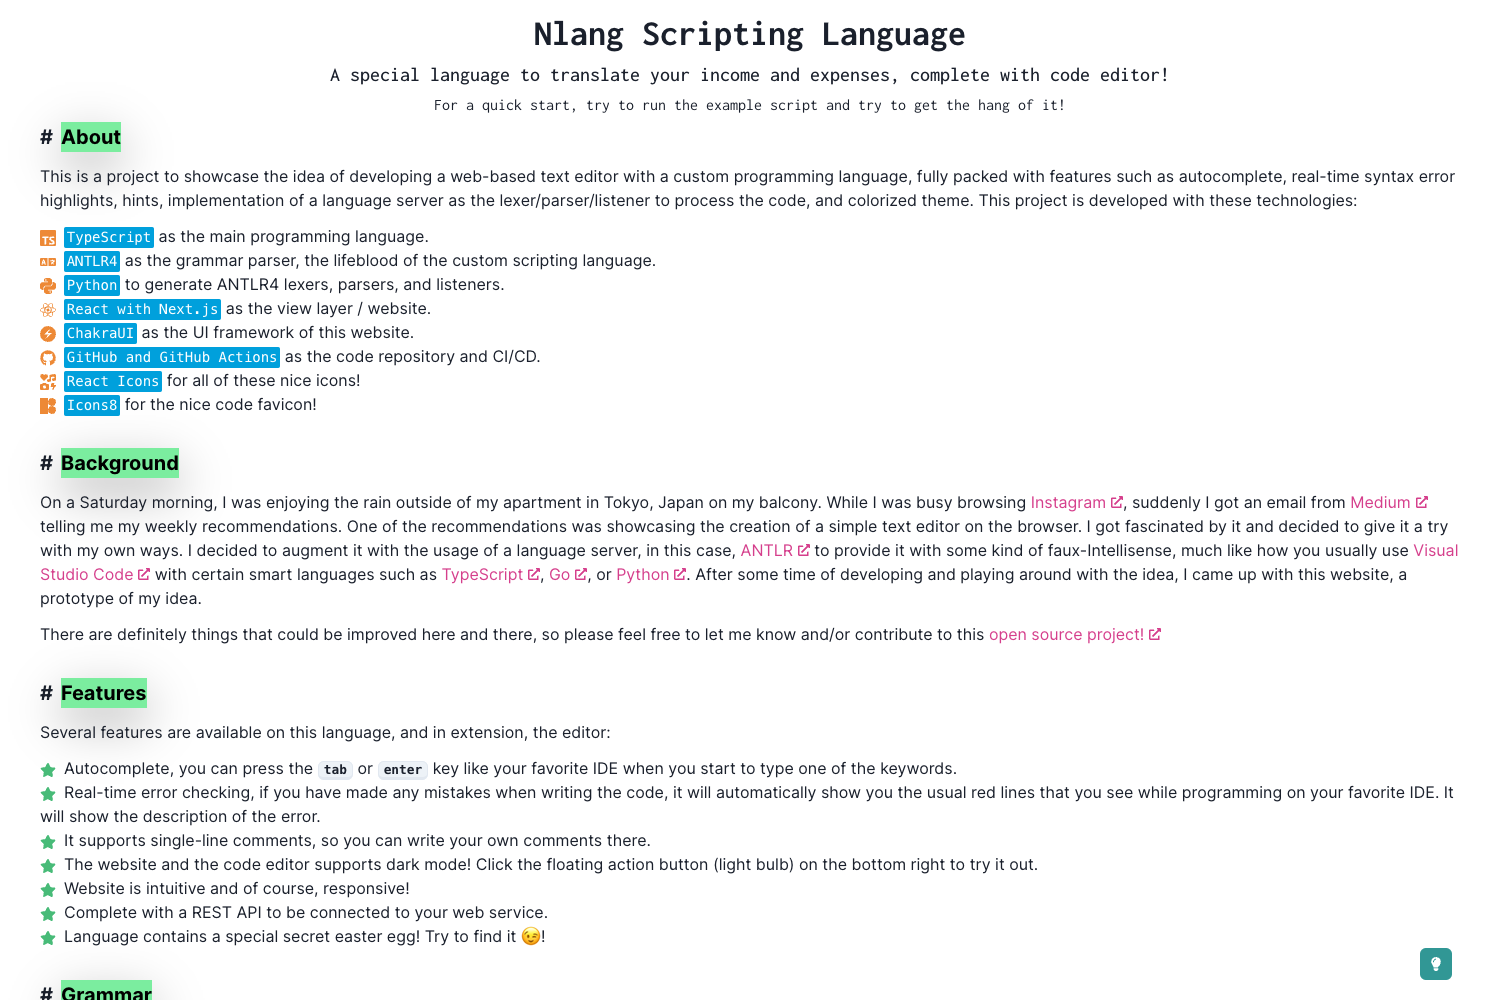 Nlang Scripting Language
A special language to translate your income and expenses, complete with code editor!
For a quick start, try to run the example script and try to get the hang of it!
# About
This is a project to showcase the idea of developing a web-based text editor with a custom programming language, fully packed with features such as autocomplete, real-time syntax error
highlights, hints, implementation of a language server as the lexer/parser/listener to process the code, and colorized theme. This project is developed with these technologies:
TypeScript as the main programming language.
ANTLR4 as the grammar parser, the lifeblood of the custom scripting language.
Python to generate ANTLR4 lexers, parsers, and listeners.
React with Next.js as the view layer / website.
ChakraUI as the UI framework of this website.
GitHub and GitHub Actions as the code repository and CI/CD.
React Icons for all of these nice icons!
Icons8 for the nice code favicon!
# Background
On a Saturday morning, I was enjoying the rain outside of my apartment in Tokyo, Japan on my balcony. While I was busy browsing Instagram, suddenly I got an email from Medium
telling me my weekly recommendations. One of the recommendations was showcasing the creation of a simple text editor on the browser. I got fascinated by it and decided to give it a try
with my own ways. I decided to augment it with the usage of a language server, in this case, ANTLR to provide it with some kind of faux-Intellisense, much like how you usually use Visual
Studio Code with certain smart languages such as TypeScript, Go, or Python. After some time of developing and playing around with the idea, I came up with this website, a
prototype of my idea.
There are definitely things that could be improved here and there, so please feel free to let me know and/or contribute to this open source project!
# Features
Several features are available on this language, and in extension, the editor:
Autocomplete, you can press the tab or enter key like your favorite IDE when you start to type one of the keywords.
Real-time error checking, if you have made any mistakes when writing the code, it will automatically show you the usual red lines that you see while programming on your favorite IDE. It
will show the description of the error.
It supports single-line comments, so you can write your own comments there.
The website and the code editor supports dark mode! Click the floating action button (light bulb) on the bottom right to try it out.
Website is intuitive and of course, responsive!
Complete with a REST API to be connected to your web service.
Language contains a special secret easter egg! Try to find it 😉!
# Grammar